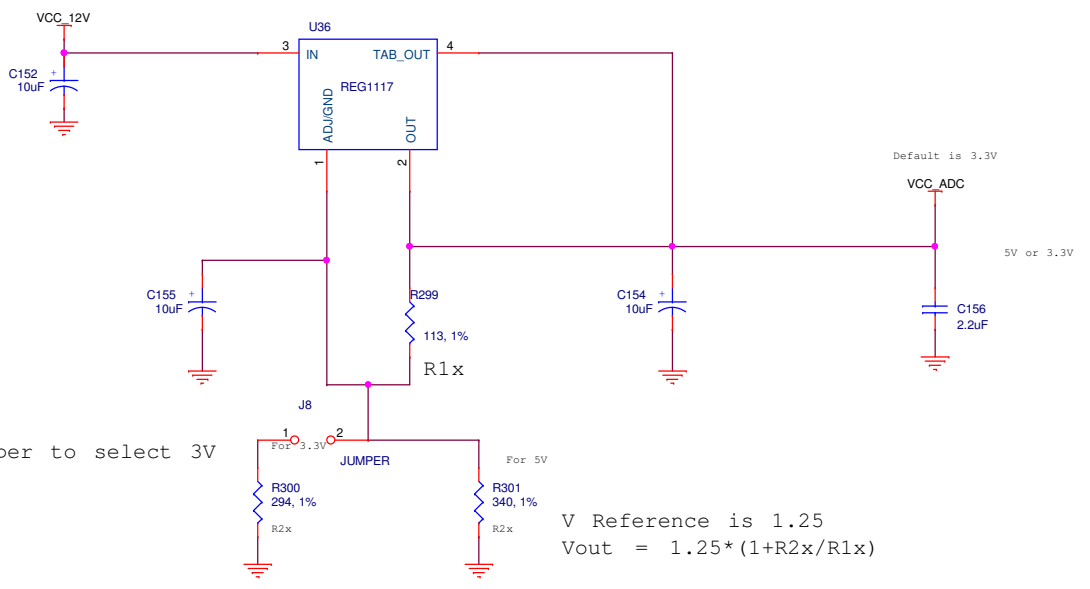 VCC_12V
U36
3
IN
TAB_OUT
4
C152
+
10uF
REG1117
ADJ/GND
OUT
1
2
Default is 3.3V
VCC_ADC
5V or 3.3V
C155
+
10uF
R299
113, 1%
R1x
C154
+
10uF
C156
2.2uF
J8
1
2
For 3.3V
to select 3V
JUMPER
For 5V
R300
294, 1%
R2x
R301
340, 1%
R2x
V Reference is 1.25
Vout = 1.25*(1+R2x/R1x)